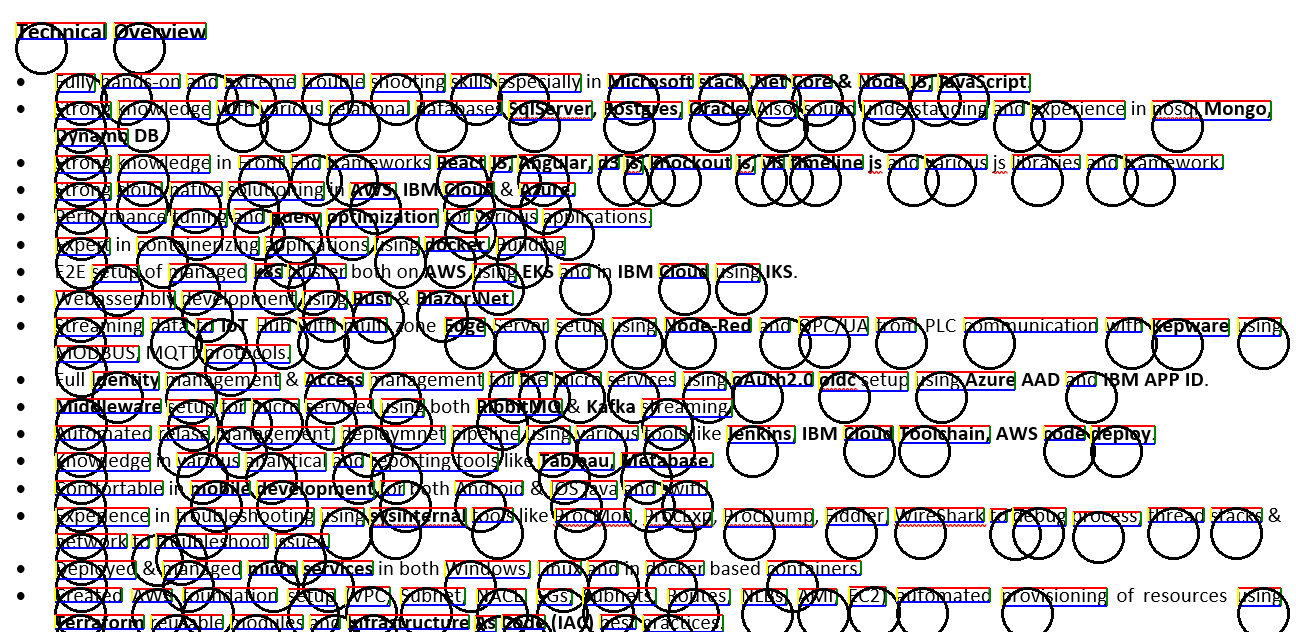 Technical Overview
• Fully hands-on and extreme trouble shooting skills especially in Microsoft stack .Net Core & Node JS, JavaScript.
• Strong knowledge with various relational databases SqlServer, Postgres, Oracle. Also sound understanding and experience in nosql Mongo,
Dynamo DB.
• Strong knowledge in Front end frameworks React JS, Angular, d3 js, knockout js, vis timeline js and various js libraries and framework.
• Strong cloud native solutioning in AWS, IBM Cloud & Azure.
• Performance tuning and query optimization for various applications.
• Expert in containerizing applications using docker. Building
• E2E setup of managed k8s cluster both on AWS using EKS and in IBM Cloud using IKS.
• Webassembly development using Rust & Blazor.Net.
• Streaming data to IoT Hub with multi zone Edge Server setup using Node-Red and OPC/UA from PLC communication with Kepware using
MODBUS, MQTT protocols.
• Full Identity management & Access management for the micro services using oAuth2.0 oidc setup using Azure AAD and IBM APP ID.
• Middleware setup for micro services using both RibbitMQ & Kafka streaming.
• Automated relase management, deploymnet pipeline using various tools like Jenkins, IBM Cloud Toolchain, AWS code deploy.
• Knowledge in various analytical and reporting tools like Tableau, Metabase.
• Comfortable in mobile development for both Android & iOS java and swift.
• Experience in troubleshooting using sysinternal tools like ProcMon, ProcExp, ProcDump, Fiddler, WireShark to debug process, thread stacks &
network to troubleshoot issues.
• Deployed & managed micro services in both Windows, Linux and in docker based containers.
• Created AWS foundation setup (VPC, Subnet, NACL, SGs, Subnets, Routes, NLBs, AMI, EC2) automated provisioning of resources using
Terraform reusable modules and Infrastructure As Code (IAC) best practices.